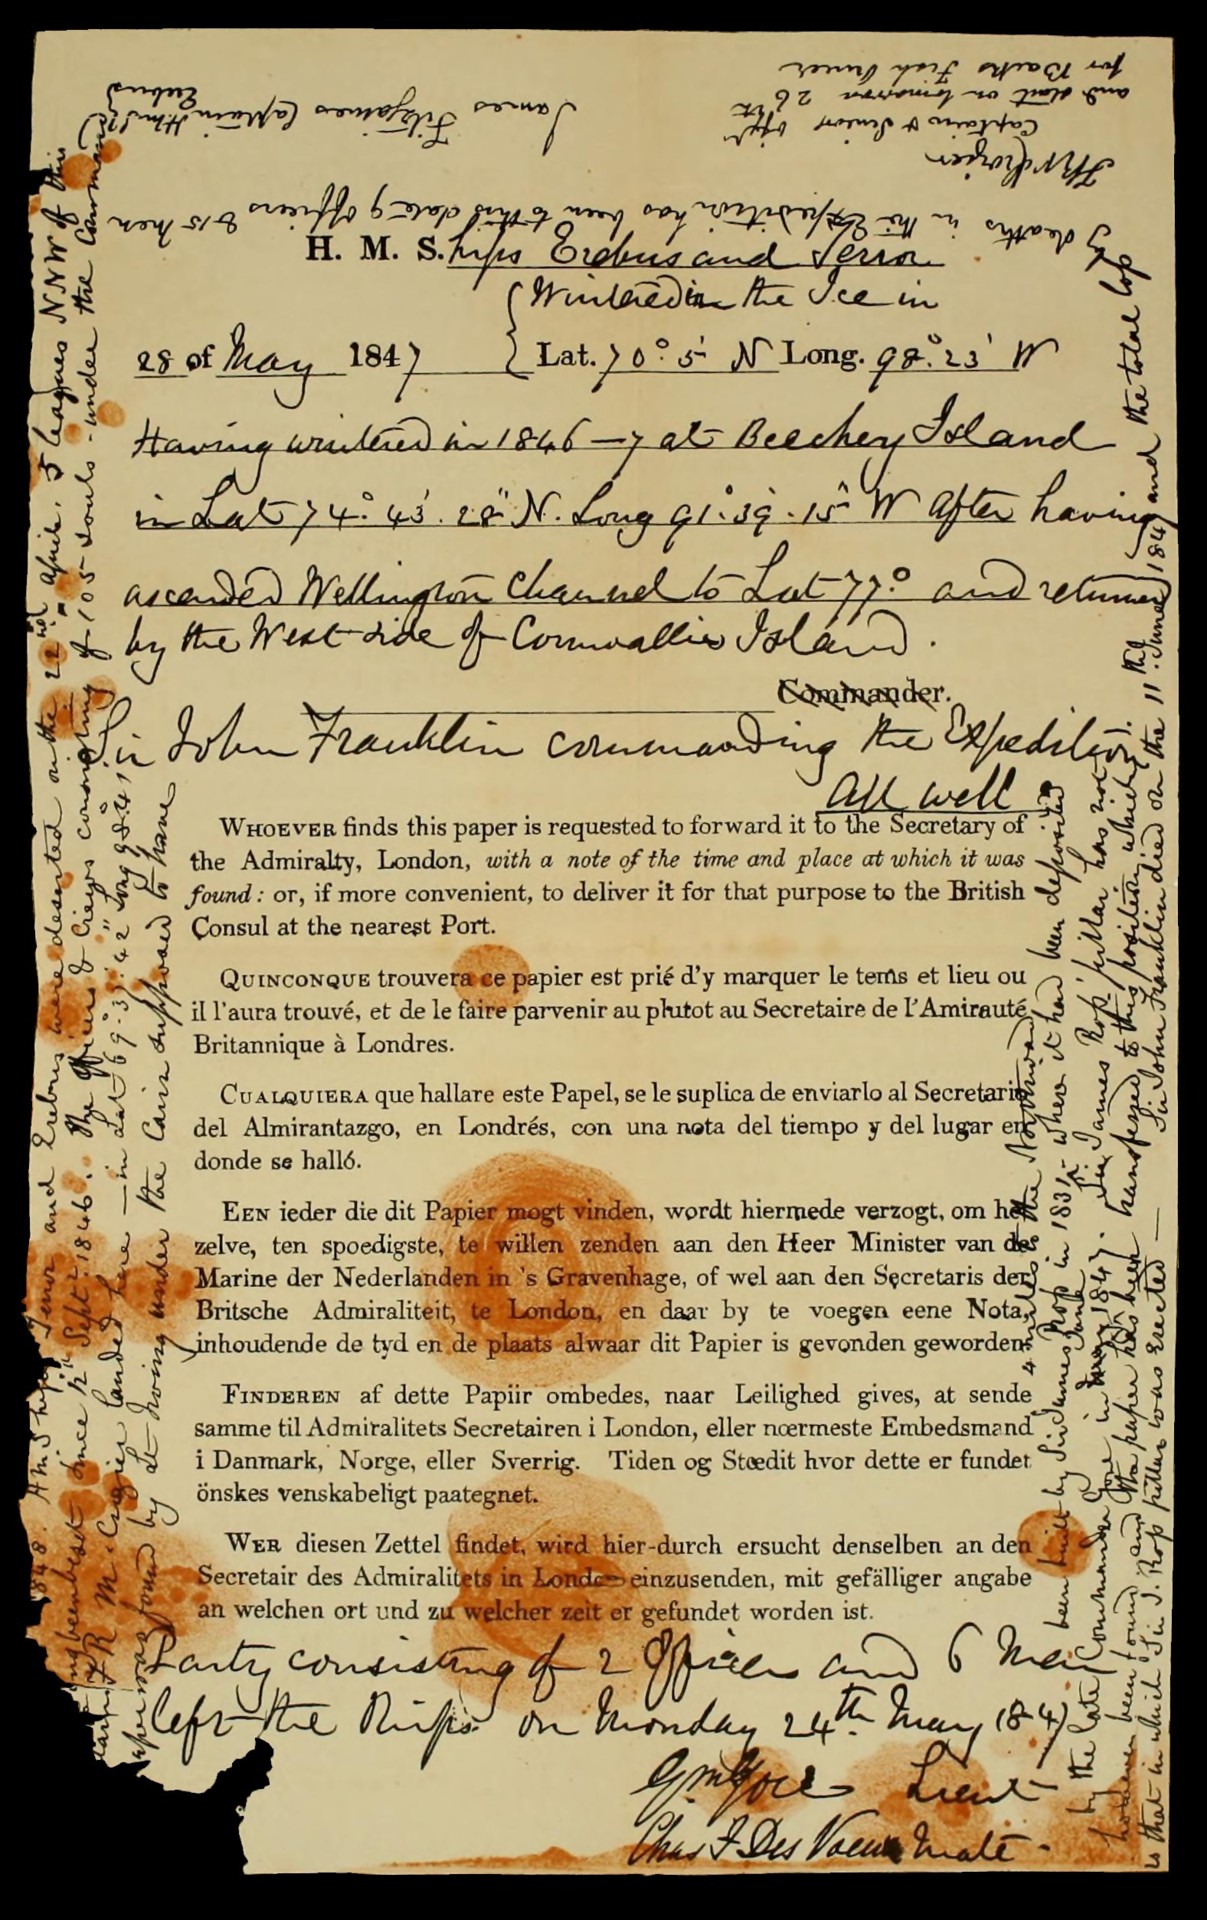 H. M. S.hips Erebus and Terror
Wintered in the Ice in
28 of May 1847 Lat. 70°. 5' N Long. 98°. 23' W
Having wintered in 1846–7 at Beechey Island
in Lat 74°. 43'. 28" N. Long 91°. 39'. 15" W After having
ascended Wellington Channel to Lat 77° and returned
by the West side of Cornwallis Island.
Commander.
Sir John Franklin commanding the Expedition
All well
WHOEVER finds this paper is requested to forward it to the Secretary of
the Admiralty, London, with a note of the time and place at which it was
found : or, if more convenient, to deliver it for that purpose to the British
Consul at the nearest Port.
QUINCONQUE trouvera ce papier est prié d'y marquer le tems et lieu ou
il l'aura trouvé, et de le faire parvenir au plutot au Secretaire de l'Amirauté
Britannique à Londres.
CUALQUIERA que hallare este Papel, se le suplica de enviarlo al Secretario
del Almirantazgo, en Londrés, con una nota del tiempo y del lugar en
donde se halló.
EEN ieder die dit Papier mogt vinden, wordt hiermede verzogt, om het
zelve, ten spoedigste, te willen zenden aan den Heer Minister van de
Marine der Nederlanden in 's Gravenhage, of wel aan den Secretaris der
Britsche Admiraliteit, te London, en daar by te voegen eene Nota,
inhoudende de tyd en de plaats alwaar dit Papier is gevonden geworden
FINDEREN af dette Papiir ombedes, naar Leilighed gives, at sende
samme til Admiralitets Secretairen i London, eller nœrmeste Embedsmand
i Danmark, Norge, eller Sverrig. Tiden og Stœdit hvor dette er fundet
önskes venskabeligt paategnet.
WER diesen Zettel findet, wird hier-durch ersucht denselben an den
Secretair des Admiralitets in London einzusenden, mit gefälliger angabe
an welchen ort und zu welcher zeit er gefundet worden ist.
Party consisting of 2 Officers and 6 Men
left the Ships on Monday 24th May 1847
Gm Gore Lieut
Chas F Des Voeux Mate
1848. HM Ships Terror and Erebus were deserted on the 22nd April, 5 leagues NNW of this
ing been beset since 12th Sept. 1846. The Officers & Crews consisting of 105 souls - under the Command
tain F R M Crozier landed here — in Lat 69°. 37'. 42" Long 98°. 41'
aper was found by Lt Irving under the Cairn supposed to have
been built by Sir James Ross in 1831 – where it had been deposited
4 miles to the Northward
by the late Commander Gore in May June 1847. Sir James Ross' pillar has not
however been found and the paper has been transferred to this position which
is that in which Sir J. Ross pillar was erected — Sir John Franklin died on the 11th June 1847 and the total loss
by deaths in the Expedition has been to this date 9 officers & 15 men
James Fitzjames Captain HMS
Erebus
F R M Crozier
Captain & Senior Offr
and start on tomorrow 26th
for Backs Fish River